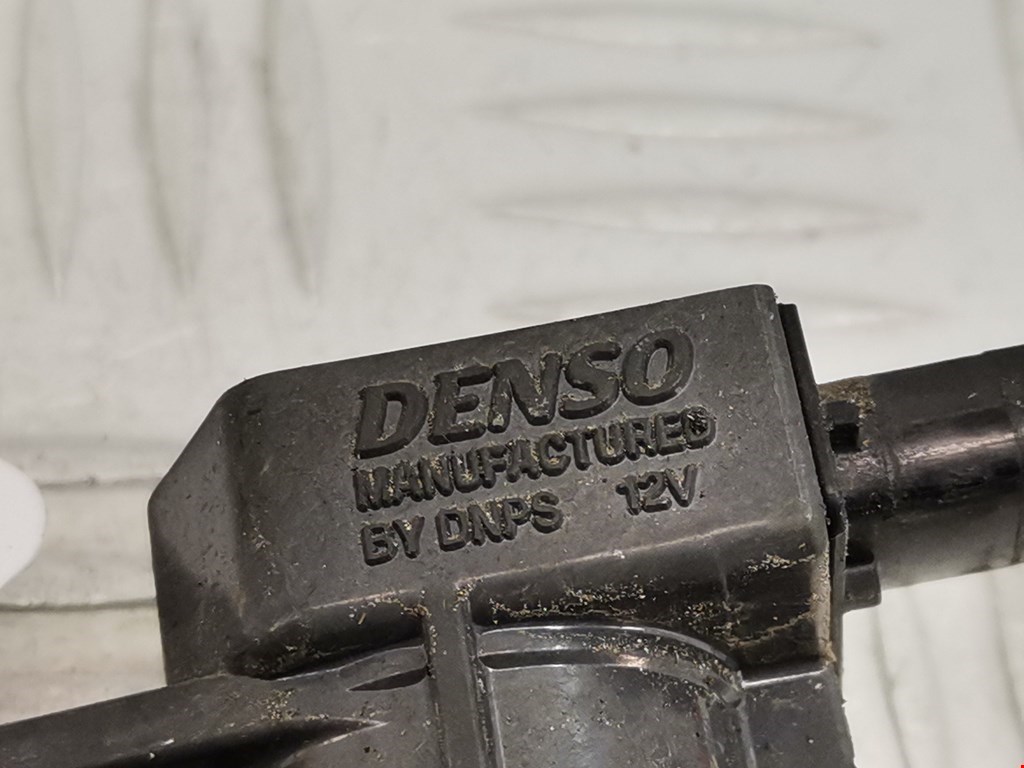 DENSO
MANUFACTURED
BY DNPS 12V